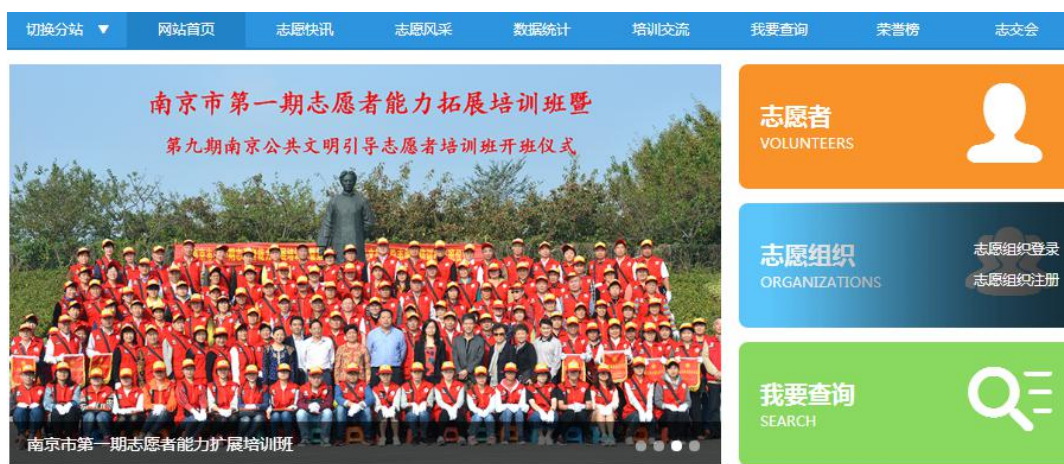 切换分站 ▼ 网站首页 志愿快讯 志愿风采 数据统计 培训交流 我要查询 荣誉榜 志交会
南京市第一期志愿者能力拓展培训班暨
第九期南京公共文明引导志愿者培训班开班仪式
南京市第一期志愿者能力扩展培训班
志愿者
VOLUNTEERS
志愿组织
ORGANIZATIONS
志愿组织登录
志愿组织注册
我要查询
SEARCH